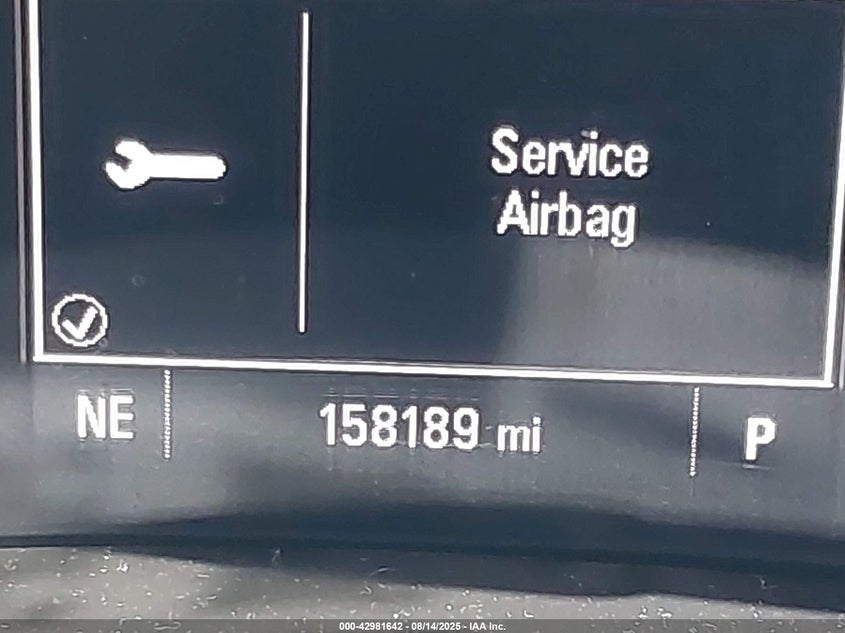 Service
Airbag
NE 158189 mi P
000-42981642 - 08/14/2025 - IAA Inc.